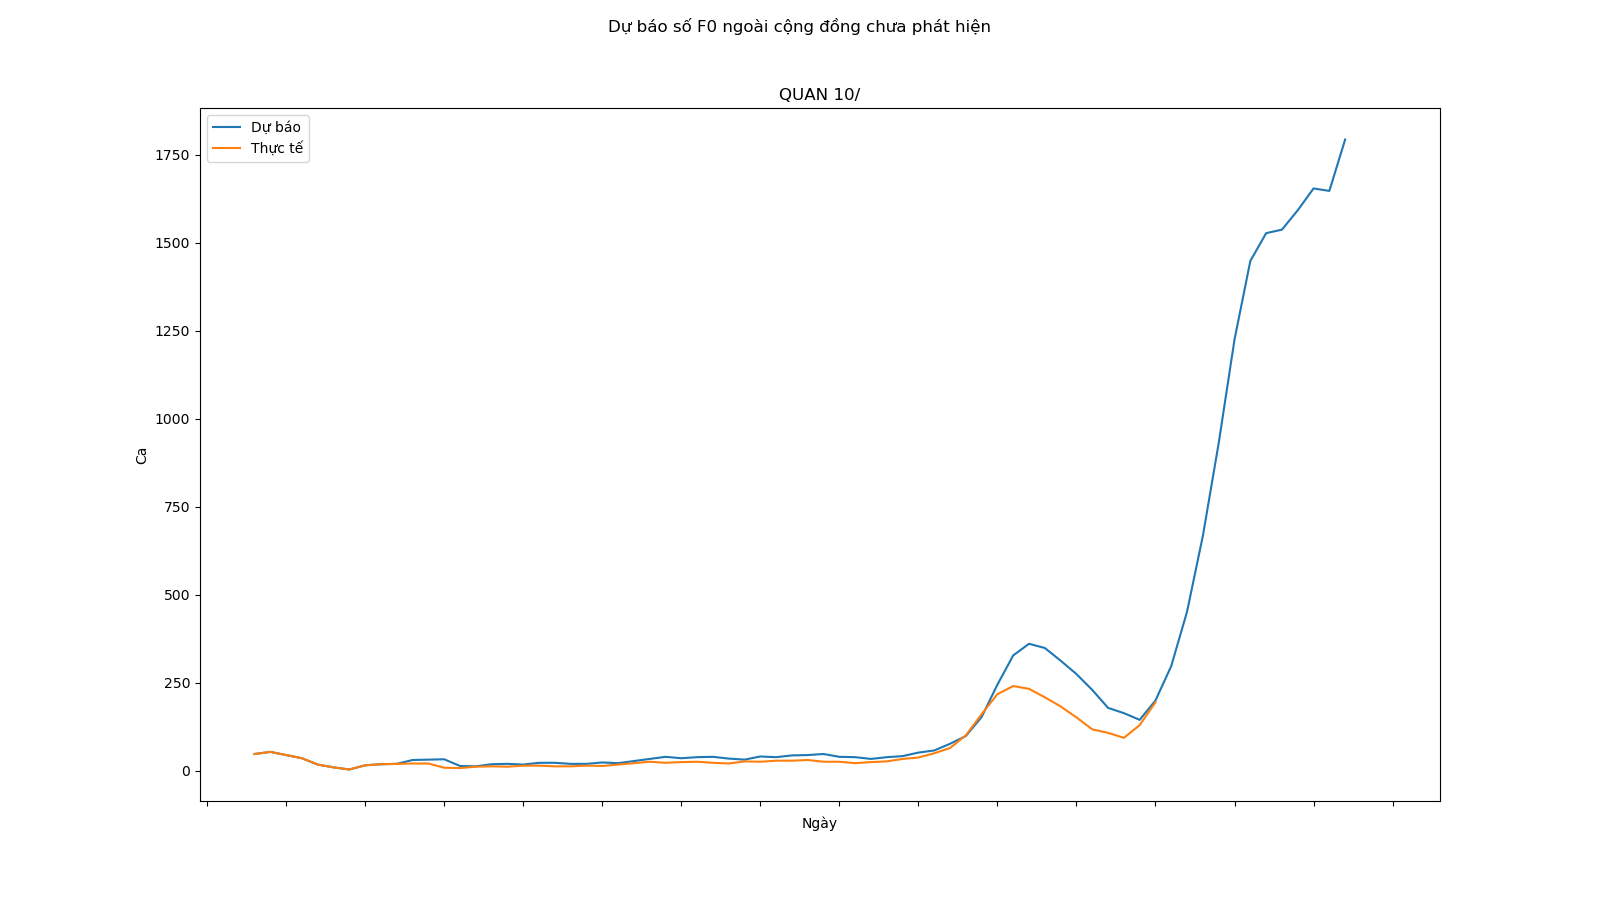 Dự báo số F0 ngoài cộng đồng chưa phát hiện
QUAN 10/
Dự báo
Thực tế
1750
1500
1250
1000
750
500
250
0
Ca
Ngày